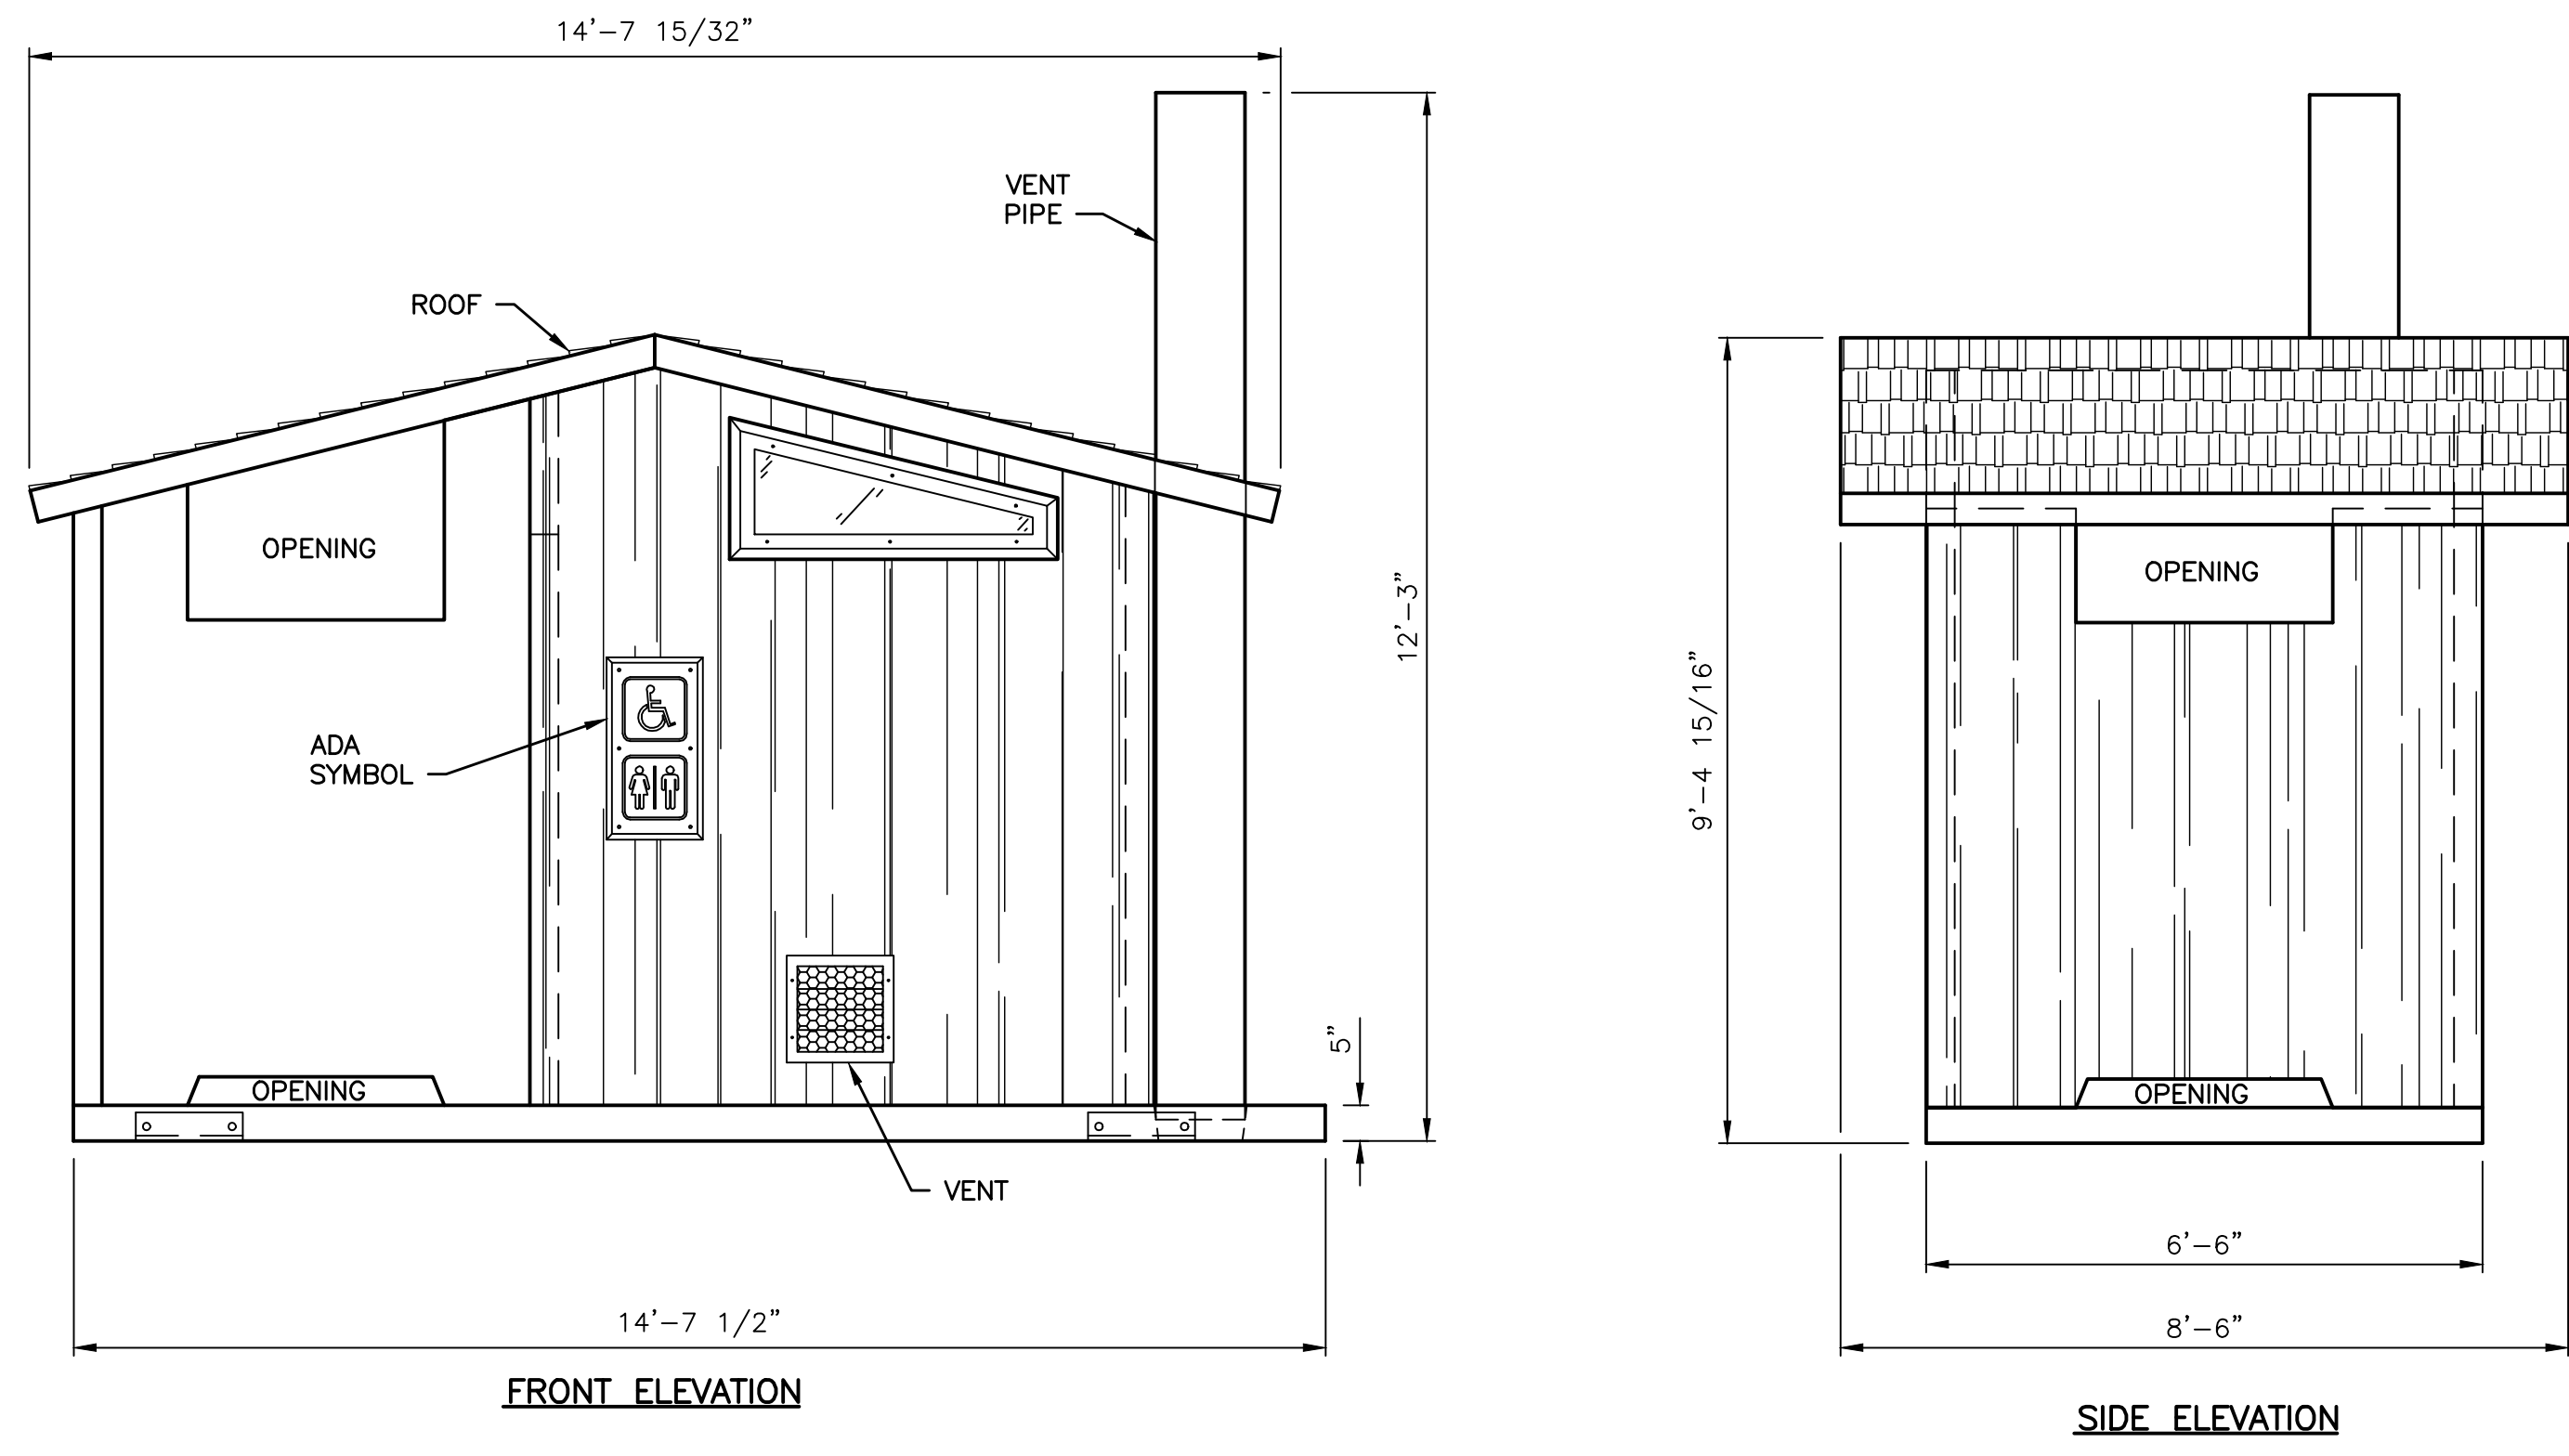 14'-7 15/32"
VENT
PIPE
ROOF
OPENING
OPENING
12'-3"
9'-4 15/16"
ADA
SYMBOL
5"
OPENING
OPENING
VENT
6'-6"
14'-7 1/2"
8'-6"
FRONT ELEVATION
SIDE ELEVATION